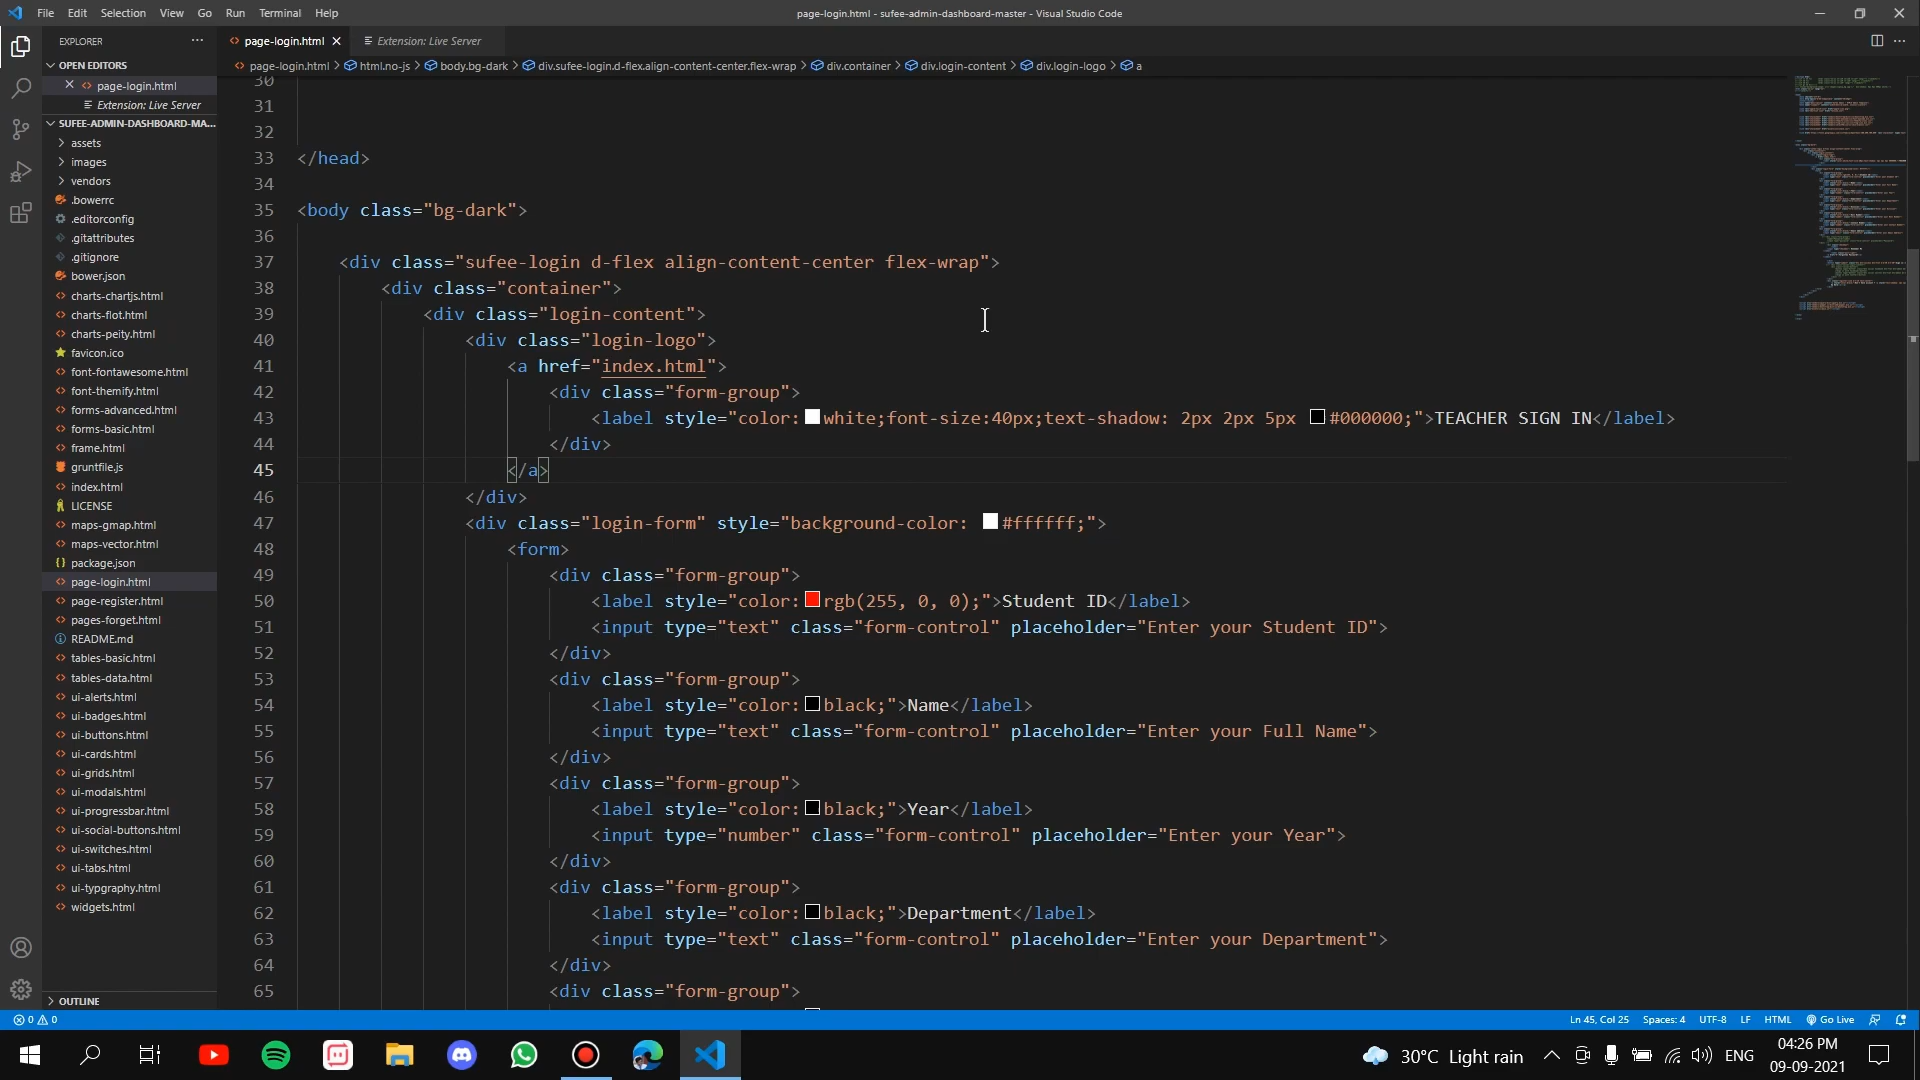 File Edit Selection View Go Run Terminal Help
page-login.html - sufee-admin-dashboard-master - Visual Studio Code
EXPLORER
page-login.html
Extension: Live Server
page-login.html > html.no-js > body.bg-dark > div.sufee-login.d-flex.align-content-center.flex-wrap > div.container > div.login-content > div.login-logo > a
OPEN EDITORS
page-login.html
Extension: Live Server
SUFEE-ADMIN-DASHBOARD-MA...
assets
images
vendors
.bowerrc
.editorconfig
.gitattributes
.gitignore
bower.json
charts-chartjs.html
charts-flot.html
charts-peity.html
favicon.ico
font-fontawesome.html
font-themify.html
forms-advanced.html
forms-basic.html
frame.html
gruntfile.js
index.html
LICENSE
maps-gmap.html
maps-vector.html
package.json
page-login.html
page-register.html
pages-forget.html
README.md
tables-basic.html
tables-data.html
ui-alerts.html
ui-badges.html
ui-buttons.html
ui-cards.html
ui-grids.html
ui-modals.html
ui-progressbar.html
ui-social-buttons.html
ui-switches.html
ui-tabs.html
ui-typgraphy.html
widgets.html
OUTLINE
30
31
32
33 </head>
34
35 <body class="bg-dark">
36
37 <div class="sufee-login d-flex align-content-center flex-wrap">
38 <div class="container">
39 <div class="login-content">
40 <div class="login-logo">
41 <a href="index.html">
42 <div class="form-group">
43 <label style="color:white;font-size:40px;text-shadow: 2px 2px 5px #000000;">TEACHER SIGN IN</label>
44 </div>
45 </a>
46 </div>
47 <div class="login-form" style="background-color: #ffffff;">
48 <form>
49 <div class="form-group">
50 <label style="color:rgb(255, 0, 0);">Student ID</label>
51 <input type="text" class="form-control" placeholder="Enter your Student ID">
52 </div>
53 <div class="form-group">
54 <label style="color:black;">Name</label>
55 <input type="text" class="form-control" placeholder="Enter your Full Name">
56 </div>
57 <div class="form-group">
58 <label style="color:black;">Year</label>
59 <input type="number" class="form-control" placeholder="Enter your Year">
60 </div>
61 <div class="form-group">
62 <label style="color:black;">Department</label>
63 <input type="text" class="form-control" placeholder="Enter your Department">
64 </div>
65 <div class="form-group">
0 0
Ln 45, Col 25 Spaces: 4 UTF-8 LF HTML Go Live
30°C Light rain
ENG
04:26 PM
09-09-2021